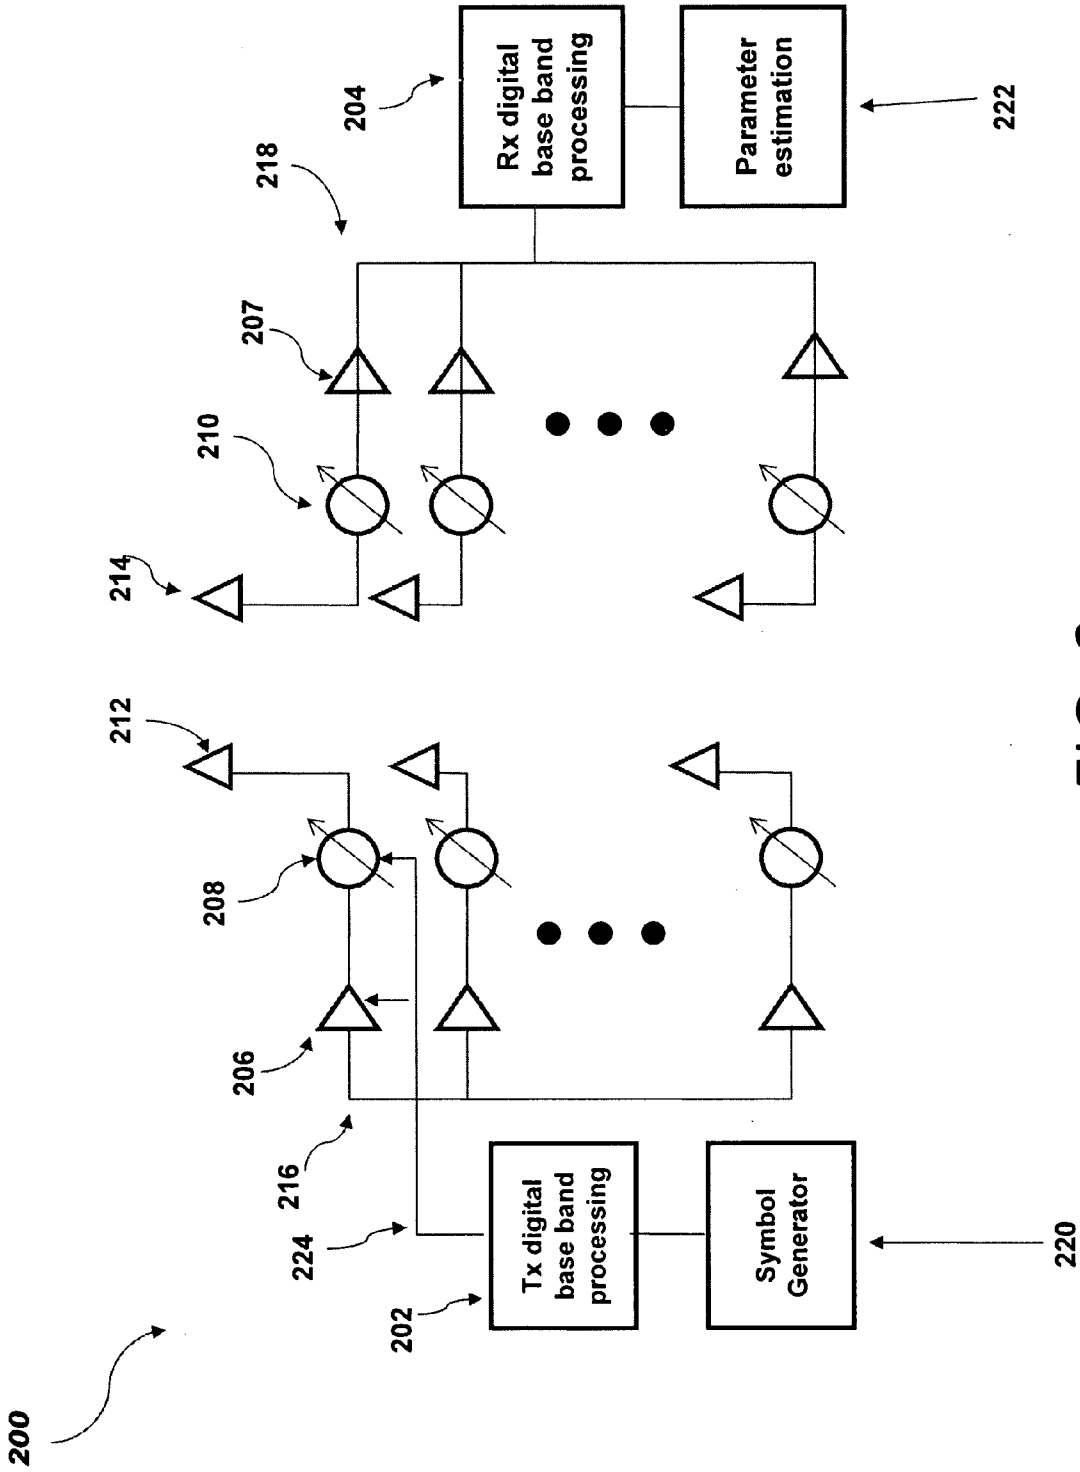 200
212
214
208
210
206
207
216
218
224
204
202
Tx digital
base band
processing
Rx digital
base band
processing
Symbol
Generator
Parameter
estimation
220
222